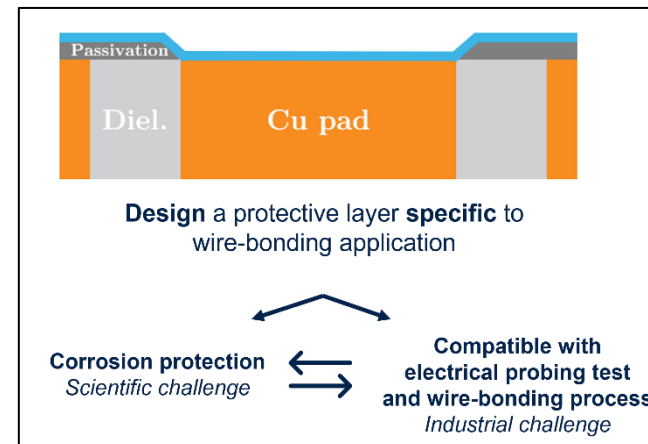 Passivation
Diel.
Cu pad
Design a protective layer specific to
wire-bonding application
Corrosion protection
Scientific challenge
Compatible with
electrical probing test
and wire-bonding process
Industrial challenge